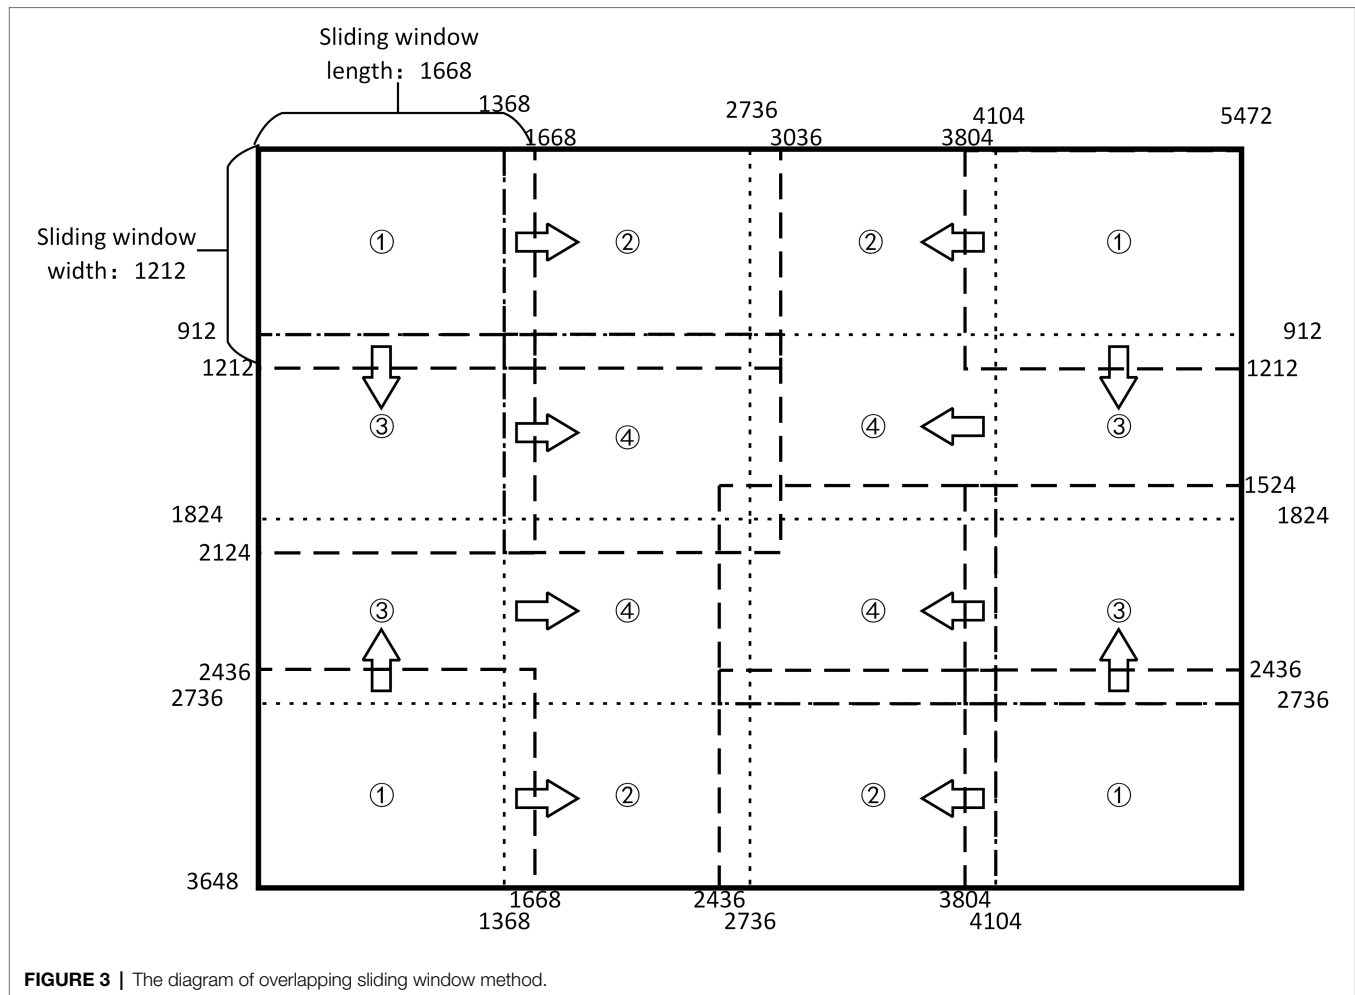 Sliding window
length：1668
1368
2736
4104
5472
1668
3036
3804
Sliding window
width：1212
① ② ② ①
912 912
1212 1212
③ ④ ④ ③
1524
1824 1824
2124
③ ④ ④ ③
2436 2436
2736 2736
① ② ② ①
3648
1668 2436 3804
1368 2736 4104
FIGURE 3 | The diagram of overlapping sliding window method.